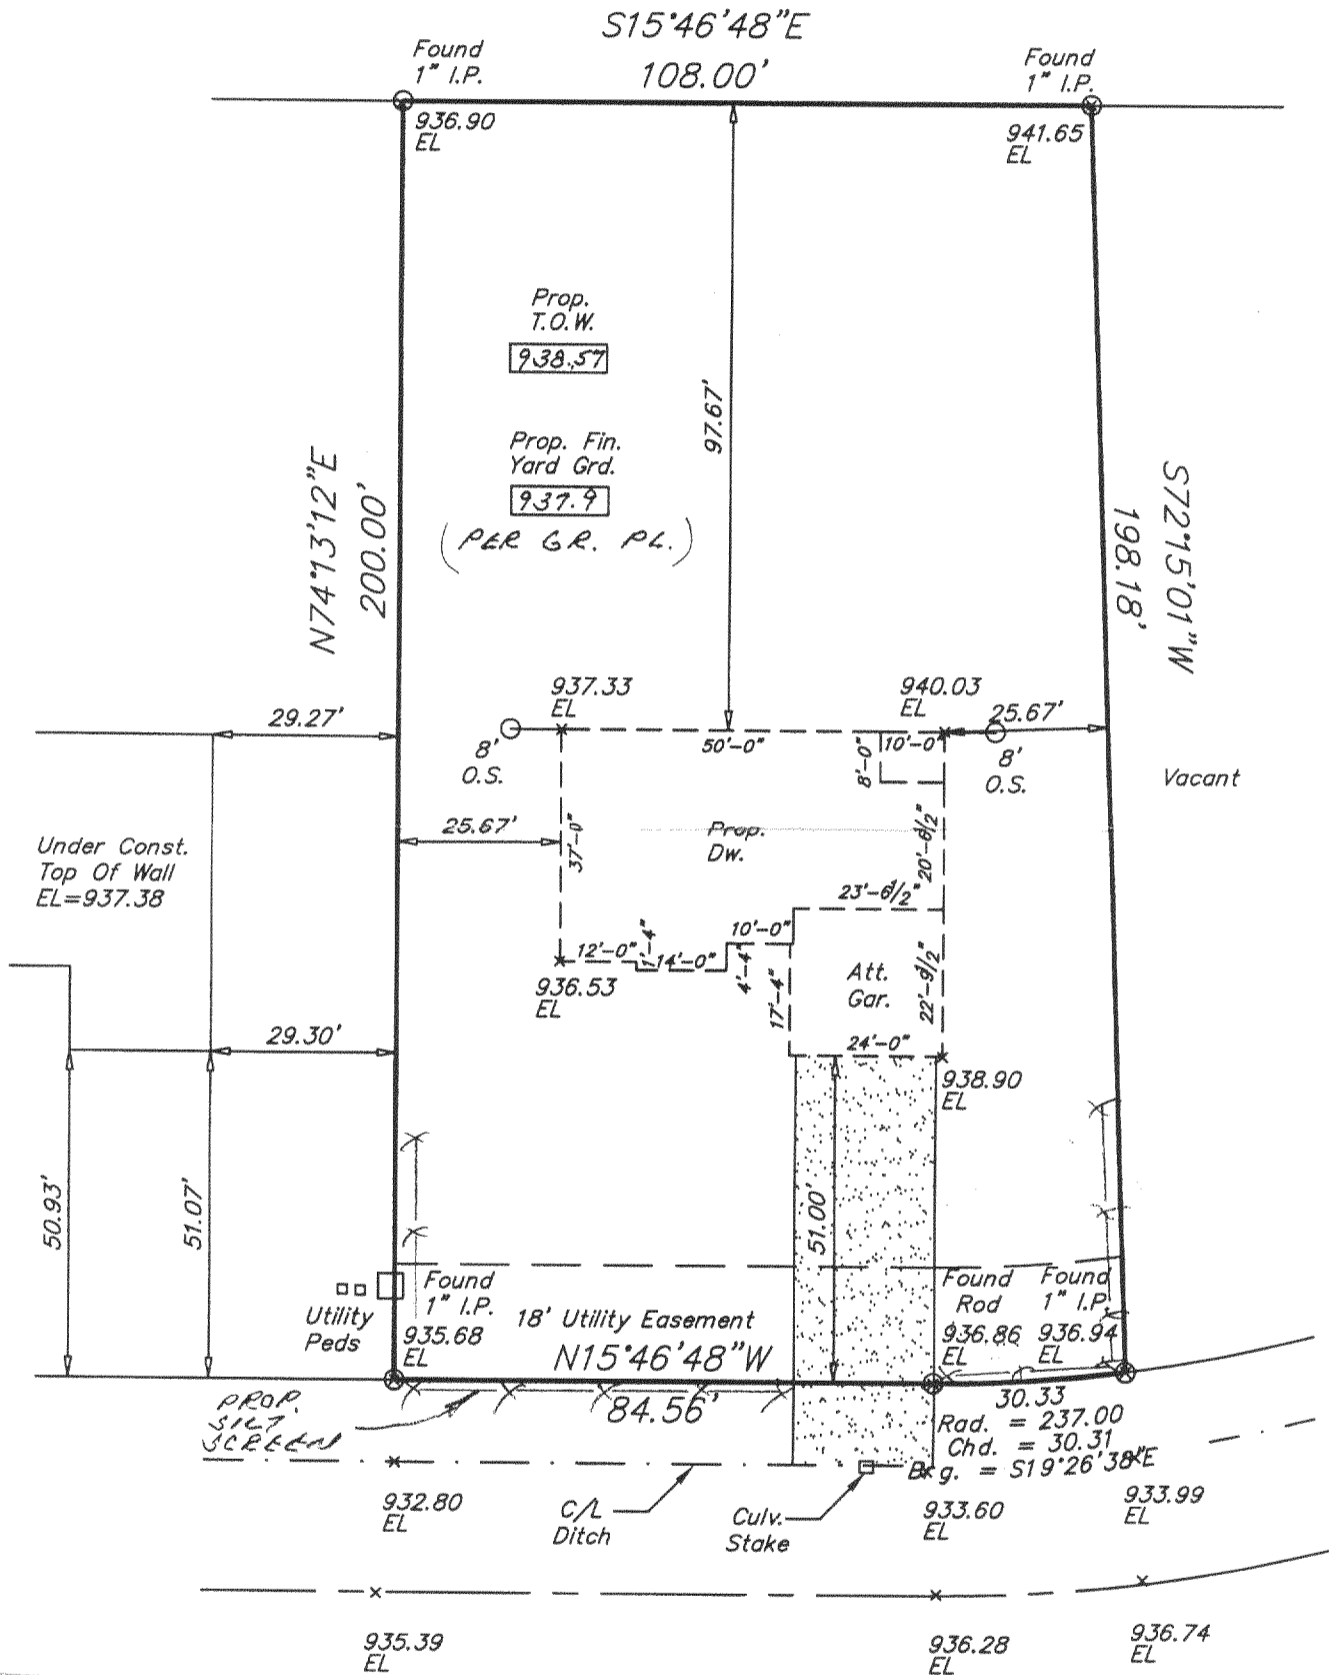 S15°46'48"E
108.00'
Found
1" I.P.
Found
1" I.P.
936.90
EL
941.65
EL
Prop.
T.O.W.
938.57
97.67'
Prop. Fin.
Yard Grd.
937.9
(PER GR. PL.)
N74°13'12"E
200.00'
S72°15'01"W
198.18'
937.33
EL
940.03
EL
29.27'
25.67'
8'
O.S.
50'-0"
8'-0"
10'-0"
8'
O.S.
Vacant
25.67'
37'-0"
Prop.
Dw.
20'-6 1/2"
Under Const.
Top Of Wall
EL=937.38
23'-6 1/2"
12'-0"
1'-4"
14'-0"
10'-0"
4'-4"
17'-4"
Att.
Gar.
22'-9 1/2"
936.53
EL
29.30'
24'-0"
938.90
EL
50.93'
51.07'
51.00'
Utility
Peds
Found
1" I.P.
935.68
EL
18' Utility Easement
Found
Rod
936.86
EL
Found
1" I.P.
936.94
EL
N15°46'48"W
84.56'
PROP.
SILT
SCREEN
30.33
Rad. = 237.00
Chd. = 30.31
Brg. = S19°26'38"E
932.80
EL
C/L
Ditch
Culv.
Stake
933.60
EL
933.99
EL
935.39
EL
936.28
EL
936.74
EL